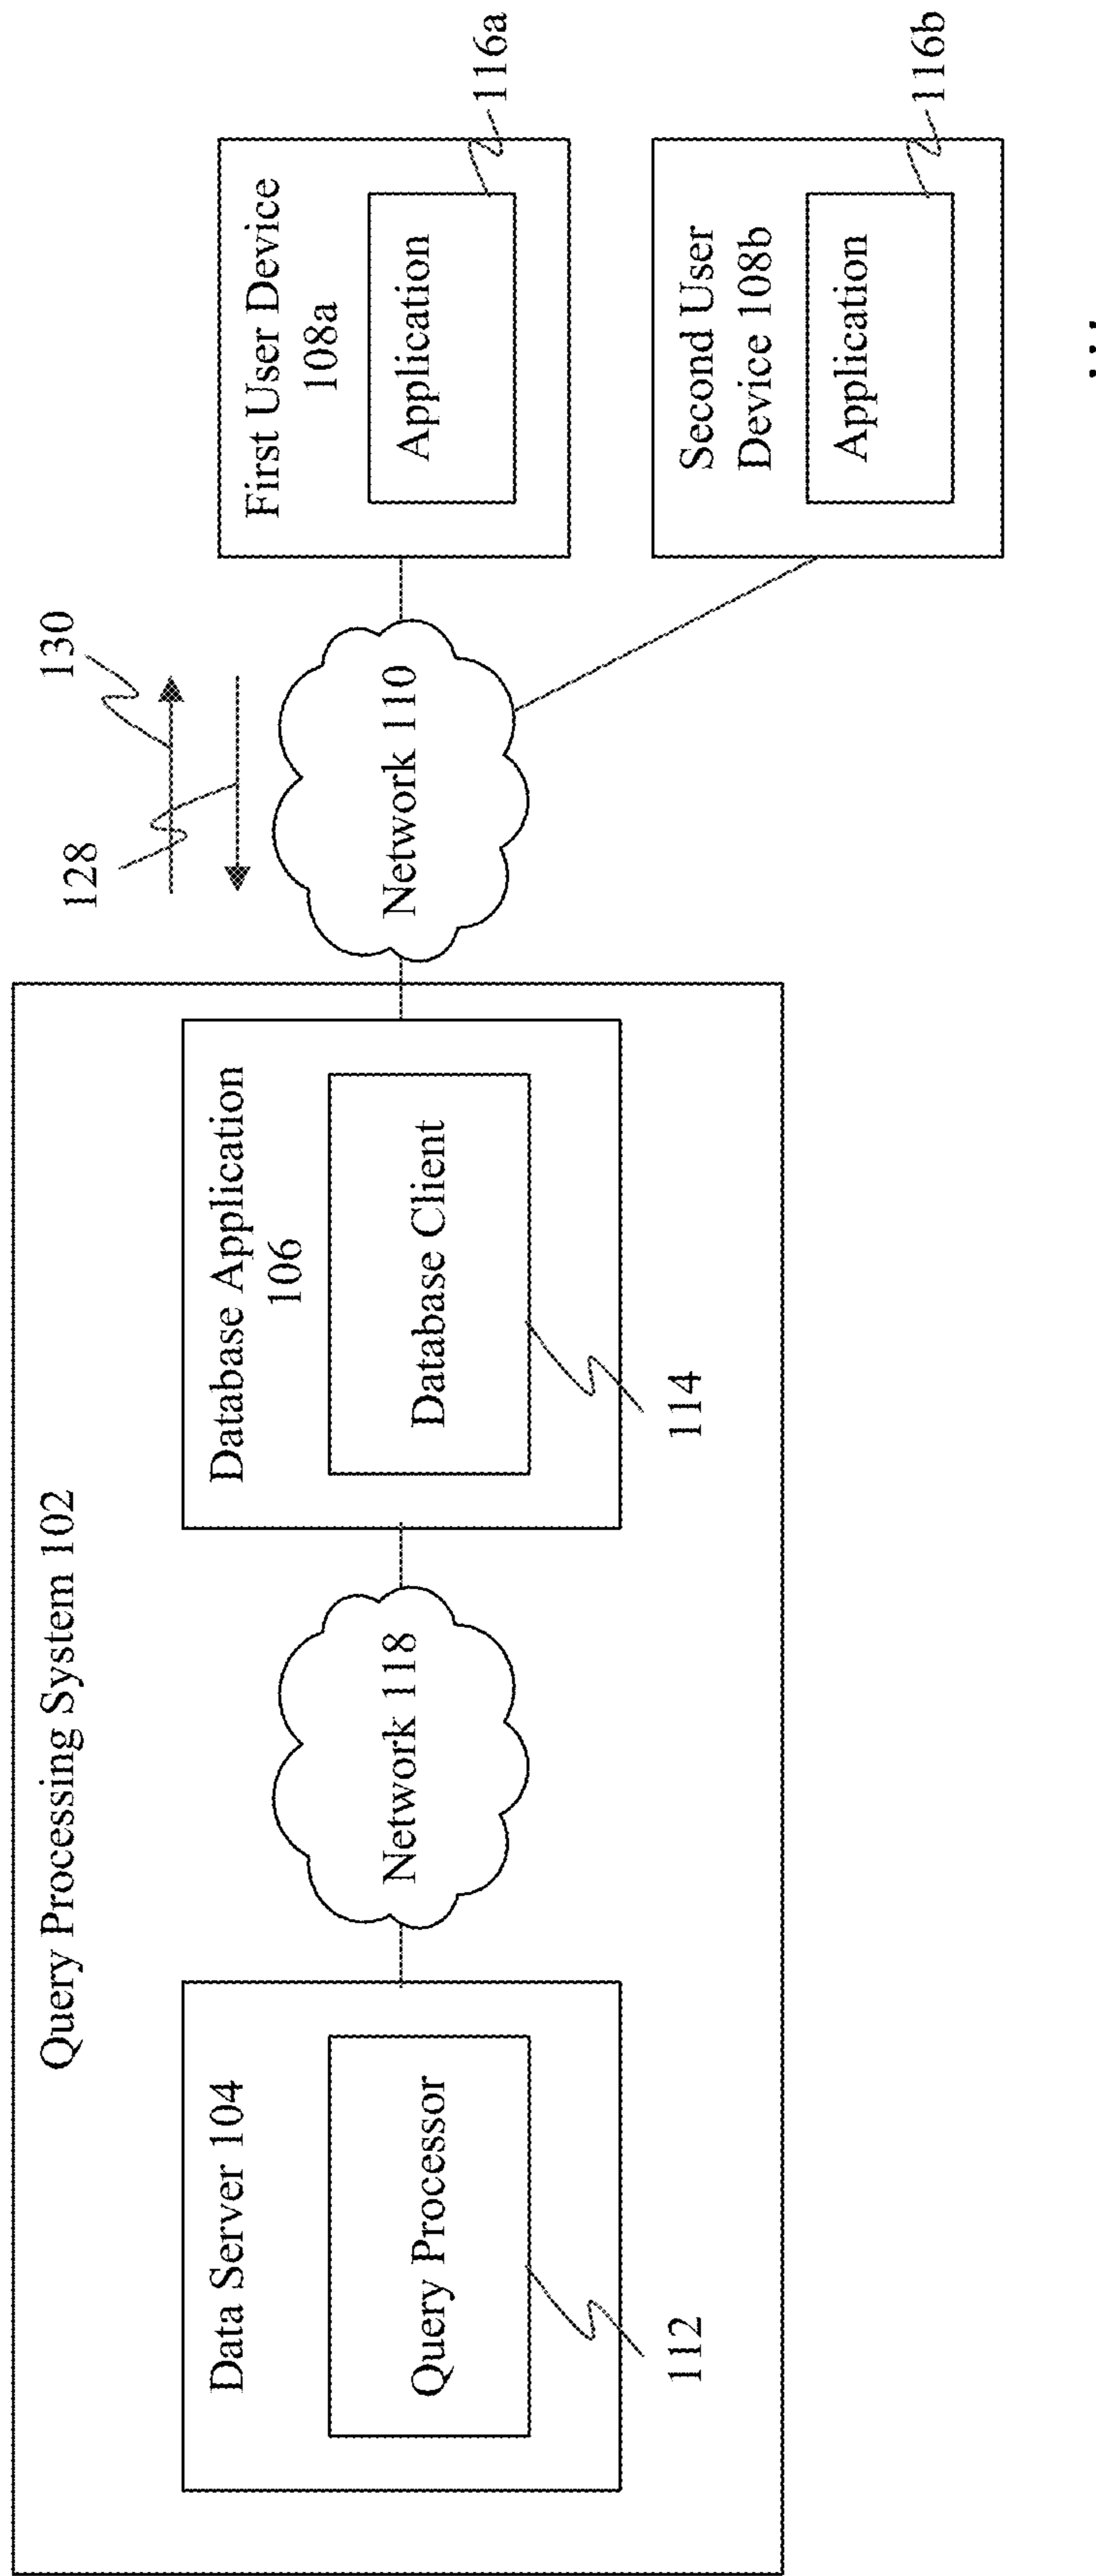 Query Processing System 102
Data Server 104
Query Processor
112
Network 118
Database Application
106
Database Client
114
128
130
Network 110
First User Device
108a
Application
116a
Second User
Device 108b
Application
116b
...